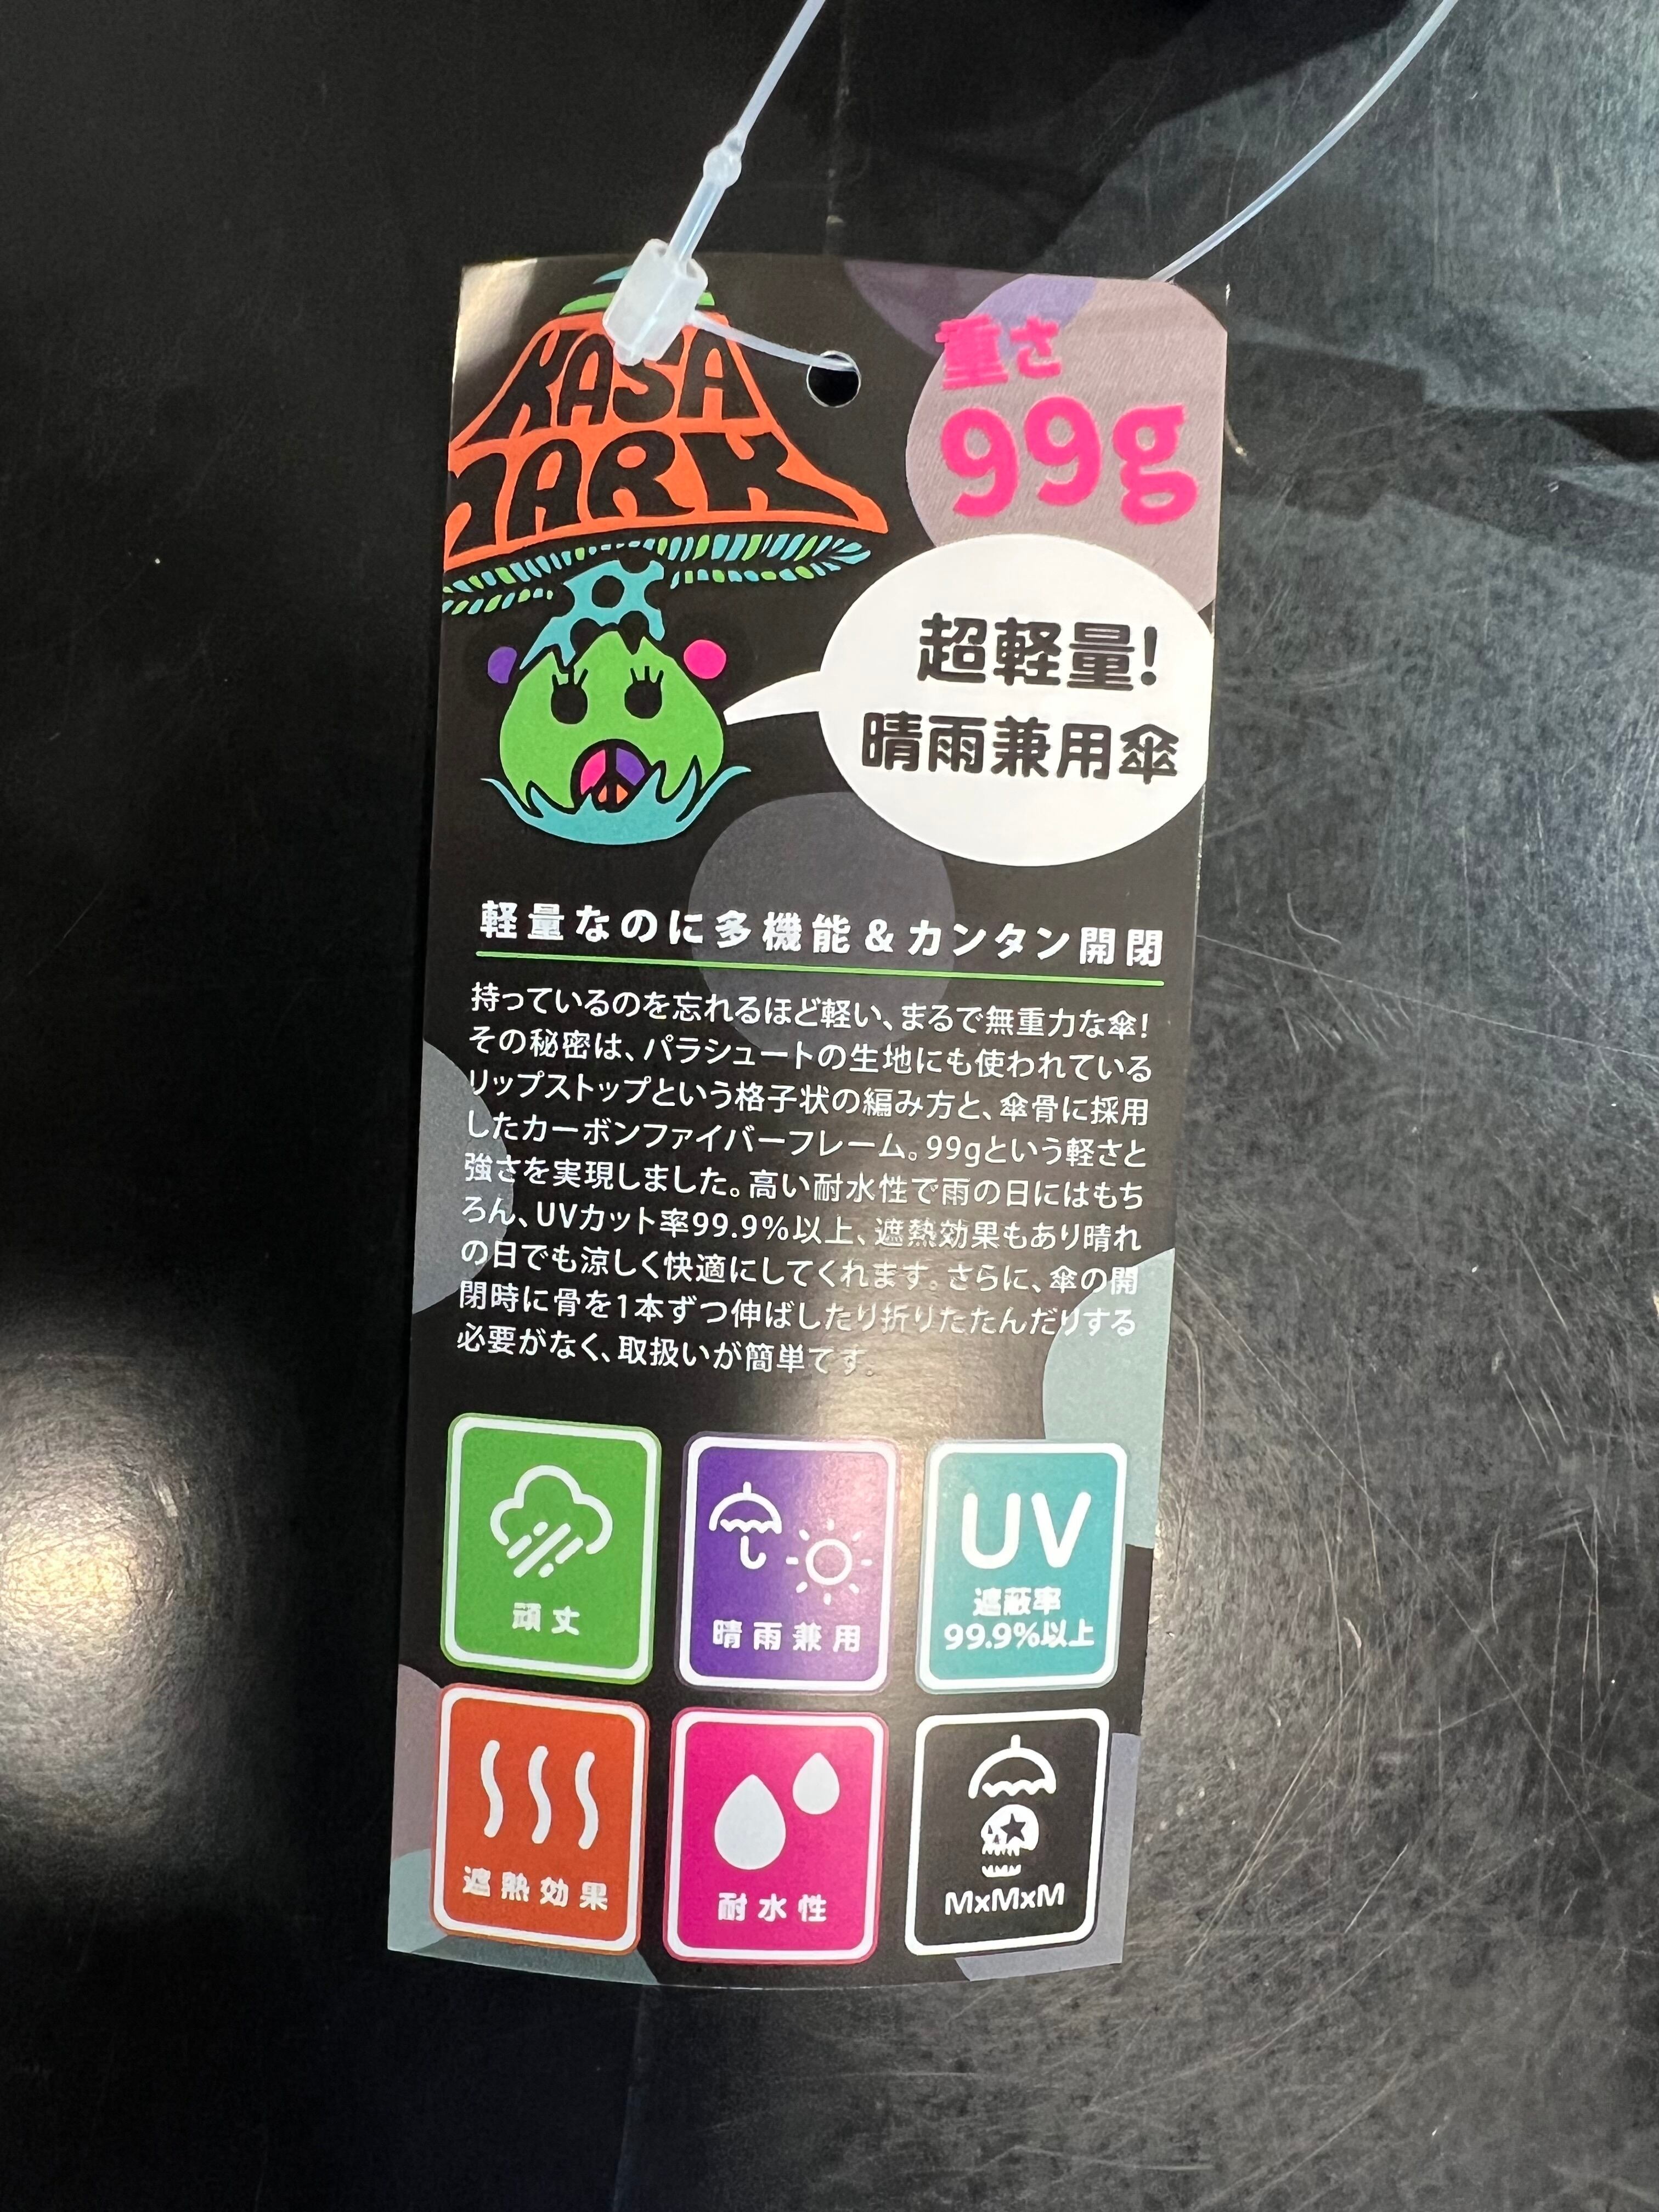 KASA
MARK
重さ
99g
超軽量!
晴雨兼用傘
軽量なのに多機能&カンタン開閉
持っているのを忘れるほど軽い、まるで無重力な傘!
その秘密は、パラシュートの生地にも使われている
リップストップという格子状の編み方と、傘骨に採用
したカーボンファイバーフレーム。99gという軽さと
強さを実現しました。高い耐水性で雨の日にはもち
ろん、UVカット率99.9%以上、遮熱効果もあり晴れ
の日でも涼しく快適にしてくれます。さらに、傘の開
閉時に骨を1本ずつ伸ばしたり折りたたんだりする
必要がなく、取扱いが簡単です。
頑丈
晴雨兼用
UV
遮蔽率
99.9%以上
遮熱効果
耐水性
MxMxM